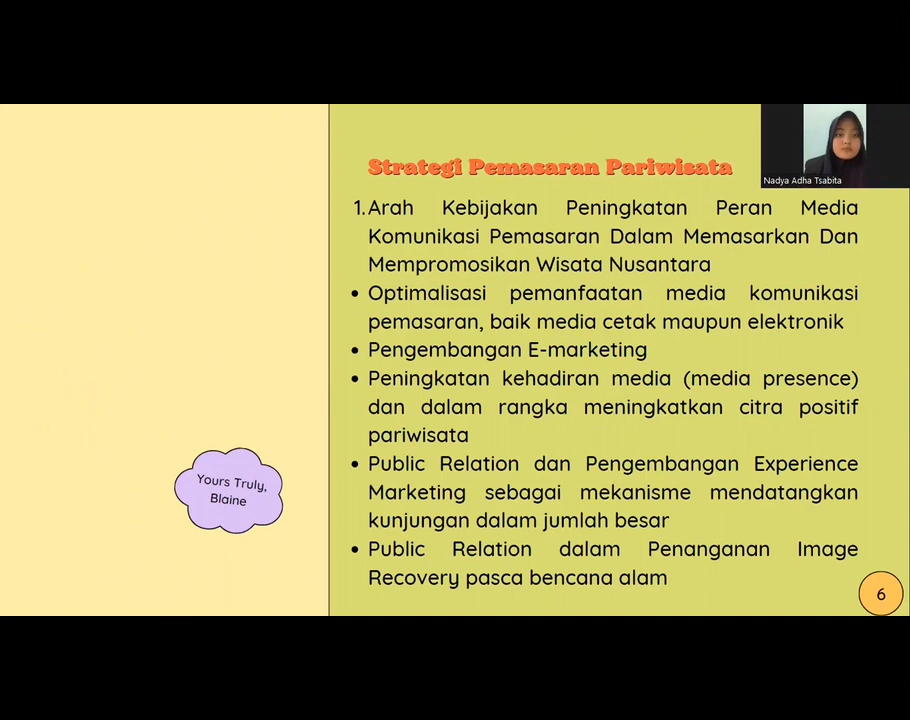 Strategi Pemasaran Pariwisata
Nadya Adha Tsabita
1. Arah Kebijakan Peningkatan Peran Media
Komunikasi Pemasaran Dalam Memasarkan Dan
Mempromosikan Wisata Nusantara
• Optimalisasi pemanfaatan media komunikasi
pemasaran, baik media cetak maupun elektronik
• Pengembangan E-marketing
• Peningkatan kehadiran media (media presence)
dan dalam rangka meningkatkan citra positif
pariwisata
• Public Relation dan Pengembangan Experience
Marketing sebagai mekanisme mendatangkan
kunjungan dalam jumlah besar
• Public Relation dalam Penanganan Image
Recovery pasca bencana alam
Yours Truly,
Blaine
6